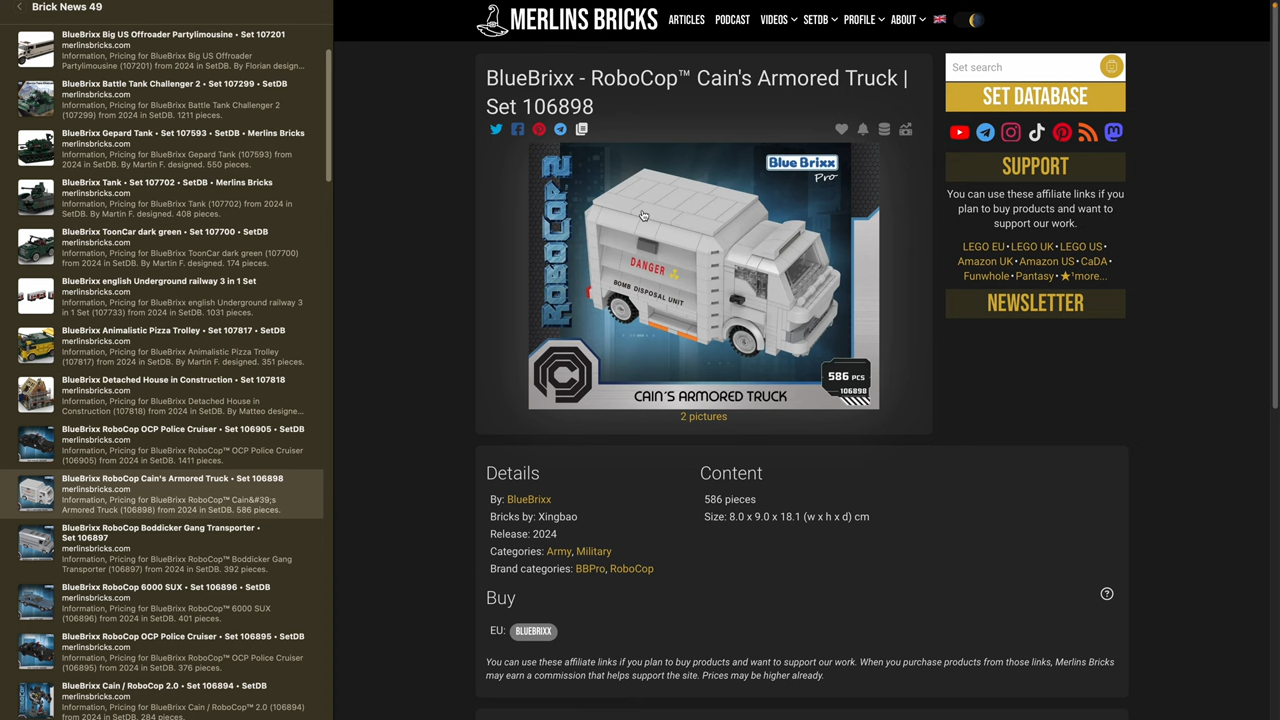 Brick News 49
BlueBrixx Big US Offroader Partylimousine • Set 107201
merlinsbricks.com
Information, Pricing for BlueBrixx Big US Offroader
Partylimousine (107201) from 2024 in SetDB. By Florian design...
BlueBrixx Battle Tank Challenger 2 • Set 107299 • SetDB
merlinsbricks.com
Information, Pricing for BlueBrixx Battle Tank Challenger 2
(107299) from 2024 in SetDB. 1211 pieces.
BlueBrixx Gepard Tank • Set 107593 • SetDB • Merlins Bricks
merlinsbricks.com
Information, Pricing for BlueBrixx Gepard Tank (107593) from
2024 in SetDB. By Martin F. designed. 550 pieces.
BlueBrixx Tank • Set 107702 • SetDB • Merlins Bricks
merlinsbricks.com
Information, Pricing for BlueBrixx Tank (107702) from 2024 in
SetDB. By Martin F. designed. 408 pieces.
BlueBrixx ToonCar dark green • Set 107700 • SetDB
merlinsbricks.com
Information, Pricing for BlueBrixx ToonCar dark green (107700)
from 2024 in SetDB. By Martin F. designed. 174 pieces.
BlueBrixx english Underground railway 3 in 1 Set
merlinsbricks.com
Information, Pricing for BlueBrixx english Underground railway 3
in 1 Set (107733) from 2024 in SetDB. 1031 pieces.
BlueBrixx Animalistic Pizza Trolley • Set 107817 • SetDB
merlinsbricks.com
Information, Pricing for BlueBrixx Animalistic Pizza Trolley
(107817) from 2024 in SetDB. By Martin F. designed. 351 pieces.
BlueBrixx Detached House in Construction • Set 107818
merlinsbricks.com
Information, Pricing for BlueBrixx Detached House in
Construction (107818) from 2024 in SetDB. By Matteo designe...
BlueBrixx RoboCop OCP Police Cruiser • Set 106905 • SetDB
merlinsbricks.com
Information, Pricing for BlueBrixx RoboCop™ OCP Police Cruiser
(106905) from 2024 in SetDB. 1411 pieces.
BlueBrixx RoboCop Cain's Armored Truck • Set 106898
merlinsbricks.com
Information, Pricing for BlueBrixx RoboCop™ Cain&#39;s
Armored Truck (106898) from 2024 in SetDB. 586 pieces.
BlueBrixx RoboCop Boddicker Gang Transporter •
Set 106897
merlinsbricks.com
Information, Pricing for BlueBrixx RoboCop™ Boddicker Gang
Transporter (106897) from 2024 in SetDB. 392 pieces.
BlueBrixx RoboCop 6000 SUX • Set 106896 • SetDB
merlinsbricks.com
Information, Pricing for BlueBrixx RoboCop™ 6000 SUX
(106896) from 2024 in SetDB. 401 pieces.
BlueBrixx RoboCop OCP Police Cruiser • Set 106895 • SetDB
merlinsbricks.com
Information, Pricing for BlueBrixx RoboCop™ OCP Police Cruiser
(106895) from 2024 in SetDB. 376 pieces.
BlueBrixx Cain / RoboCop 2.0 • Set 106894 • SetDB
merlinsbricks.com
Information, Pricing for BlueBrixx Cain / RoboCop™ 2.0 (106894)
from 2024 in SetDB. 284 pieces.
MERLINS BRICKS
ARTICLES PODCAST VIDEOS SETDB PROFILE ABOUT
BlueBrixx - RoboCop™ Cain's Armored Truck |
Set 106898
ROBOCOP 2
Blue Brixx
Pro
DANGER
BOMB DISPOSAL UNIT
586 PCS
106898
CAIN'S ARMORED TRUCK
2 pictures
Details
By: BlueBrixx
Bricks by: Xingbao
Release: 2024
Categories: Army, Military
Brand categories: BBPro, RoboCop
Content
586 pieces
Size: 8.0 x 9.0 x 18.1 (w x h x d) cm
Buy
EU: BLUEBRIXX
You can use these affiliate links if you plan to buy products and want to support our work. When you purchase products from those links, Merlins Bricks
may earn a commission that helps support the site. Prices may be higher already.
Set search
SET DATABASE
SUPPORT
You can use these affiliate links if
you plan to buy products and want to
support our work.
LEGO EU • LEGO UK • LEGO US •
Amazon UK • Amazon US • CaDA •
Funwhole • Pantasy • ★'more...
NEWSLETTER